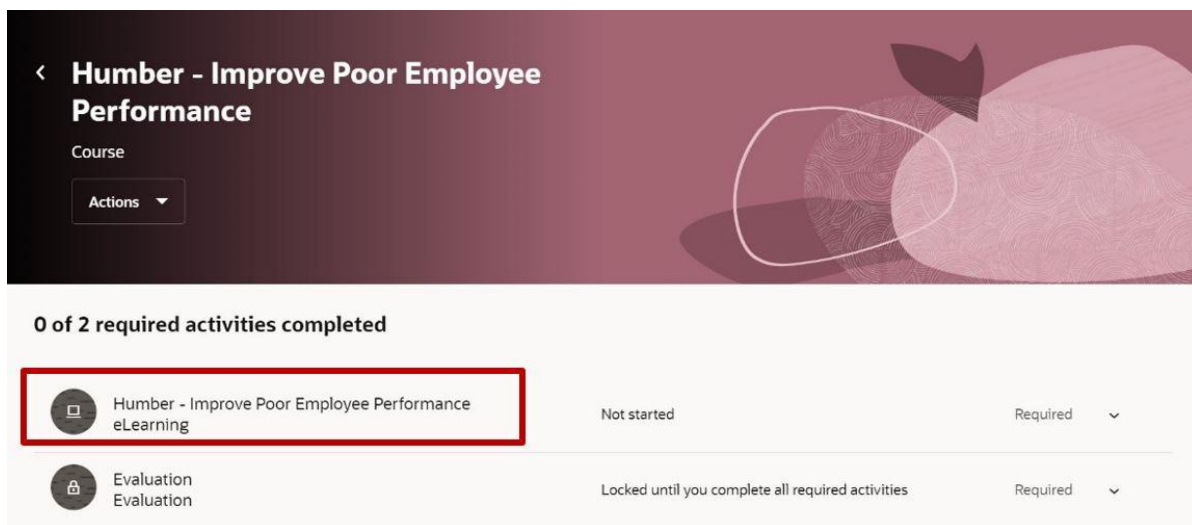 Humber - Improve Poor Employee
Performance
Course
Actions
0 of 2 required activities completed
Humber - Improve Poor Employee Performance
eLearning
Not started
Required
Evaluation
Evaluation
Locked until you complete all required activities
Required